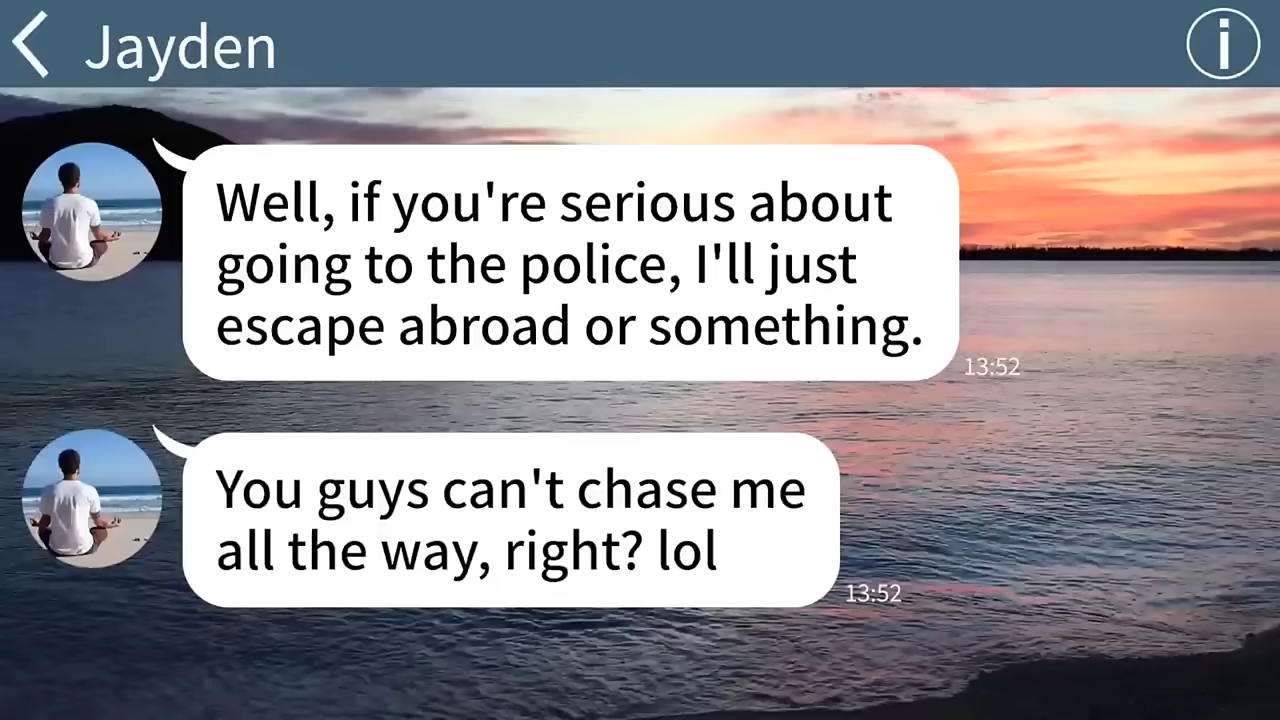 Jayden
Well, if you're serious about
going to the police, I'll just
escape abroad or something.
13:52
You guys can't chase me
all the way, right? lol
13:52